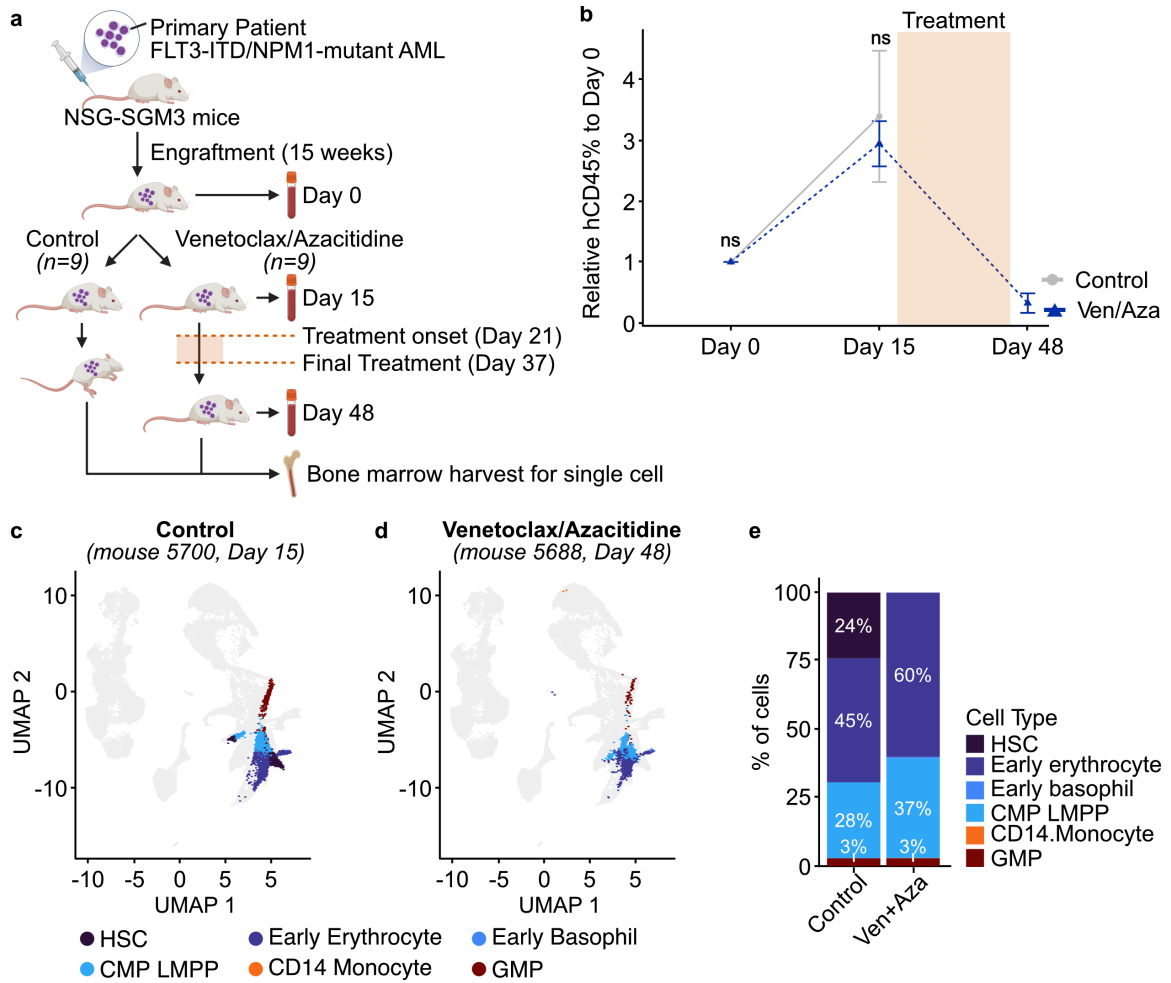 a
Primary Patient
FLT3-ITD/NPM1-mutant AML
NSG-SGM3 mice
Engraftment (15 weeks)
Day 0
Control
(n=9)
Venetoclax/Azacitidine
(n=9)
Day 15
Treatment onset (Day 21)
Final Treatment (Day 37)
Day 48
Bone marrow harvest for single cell
b
Treatment
Relative hCD45% to Day 0
4
3
2
1
0
ns
ns
Day 0
Day 15
Day 48
Control
Ven/Aza
c
Control
(mouse 5700, Day 15)
UMAP 2
10
0
-10
-10
-5
0
5
5
UMAP 1
d
Venetoclax/Azacitidine
(mouse 5688, Day 48)
UMAP 2
10
0
-10
-10
-5
0
5
5
UMAP 1
HSC
Early Erythrocyte
Early Basophil
CMP LMPP
CD14 Monocyte
GMP
e
% of cells
100
75
50
25
0
24%
45%
28%
3%
60%
37%
3%
Control
Ven+Aza
Cell Type
HSC
Early erythrocyte
Early basophil
CMP LMPP
CD14.Monocyte
GMP